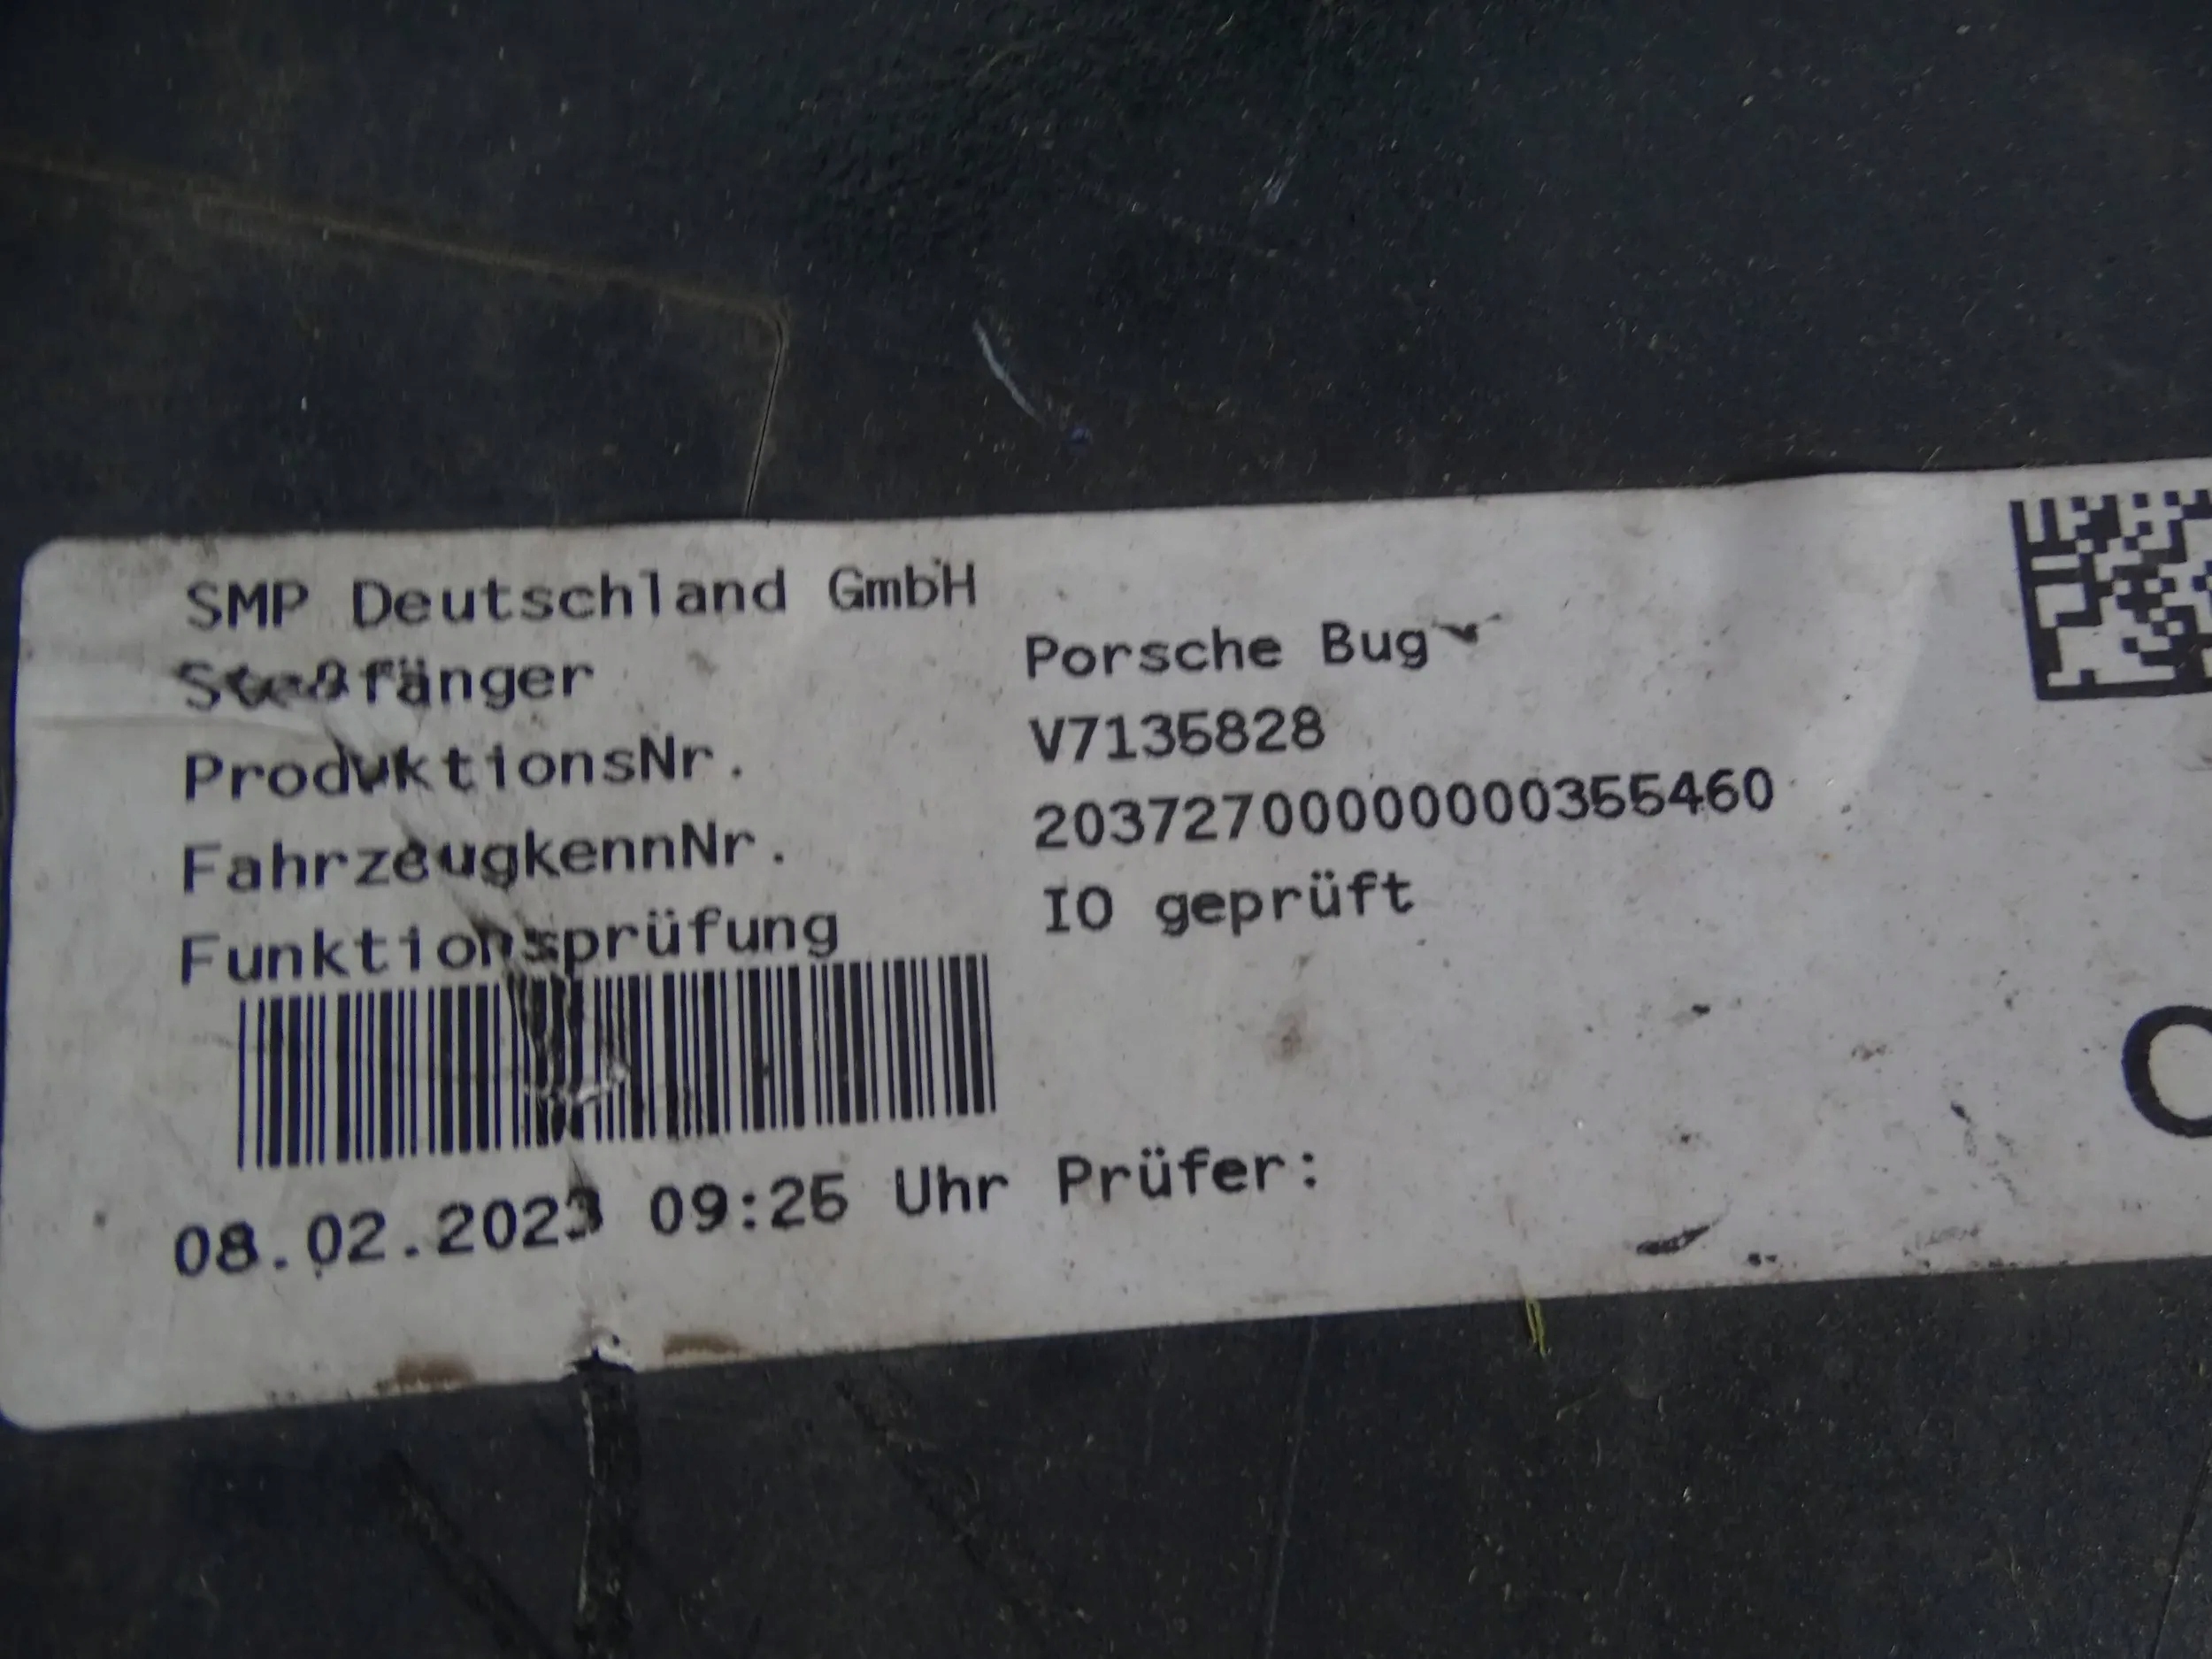 SMP Deutschland GmbH
Stoßfänger Porsche Bug
ProduktionsNr. V7135828
FahrzeugkennNr. 20372700000000355460
Funktionsprüfung IO geprüft
08.02.2023 09:25 Uhr Prüfer: